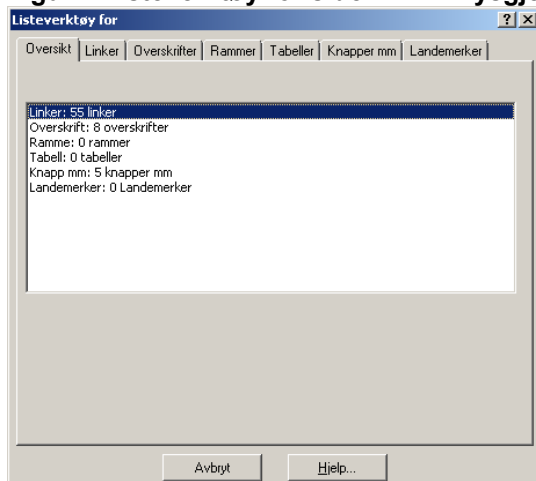 Listeverktøy for
Oversikt Linker Overskrifter Rammer Tabeller Knapper mm Landemerker
Linker: 55 linker
Overskrift: 8 overskrifter
Ramme: 0 rammer
Tabell: 0 tabeller
Knapp mm: 5 knapper mm
Landemerker: 0 Landemerker
Avbryt Hjelp...